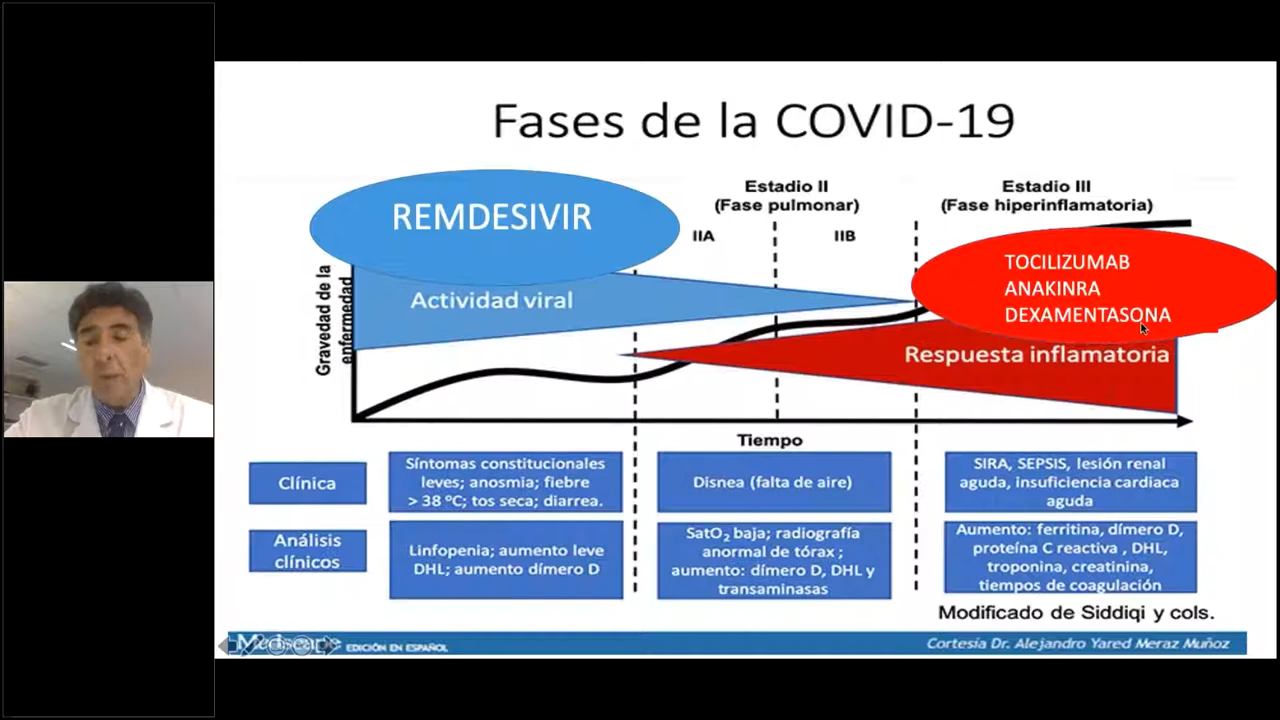 Fases de la COVID-19
REMDESIVIR
Estadio II
(Fase pulmonar)
IIA
IIB
Estadio III
(Fase hiperinflamatoria)
TOCILIZUMAB
ANAKINRA
DEXAMENTASONA
Gravedad de la
enfermedad
Actividad viral
Respuesta inflamatoria
Tiempo
Clínica
Síntomas constitucionales
leves; anosmia; fiebre
> 38 ºC; tos seca; diarrea.
Disnea (falta de aire)
SIRA, SEPSIS, lesión renal
aguda, insuficiencia cardiaca
aguda
Análisis
clínicos
Linfopenia; aumento leve
DHL; aumento dímero D
SatO₂ baja; radiografía
anormal de tórax ;
aumento: dímero D, DHL y
transaminasas
Aumento: ferritina, dímero D,
proteína C reactiva , DHL,
troponina, creatinina,
tiempos de coagulación
Modificado de Siddiqi y cols.
Medscape EDICIÓN EN ESPAÑOL
Cortesía Dr. Alejandro Yared Meraz Muñoz